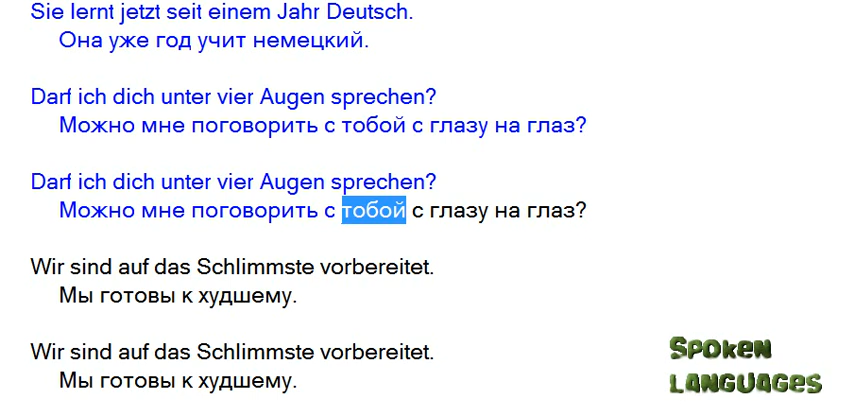 Sie lernt jetzt seit einem Jahr Deutsch.
Она уже год учит немецкий.
Darf ich dich unter vier Augen sprechen?
Можно мне поговорить с тобой с глазу на глаз?
Darf ich dich unter vier Augen sprechen?
Можно мне поговорить с тобой с глазу на глаз?
Wir sind auf das Schlimmste vorbereitet.
Мы готовы к худшему.
Wir sind auf das Schlimmste vorbereitet.
Мы готовы к худшему.
SPOKEN
LANGUAGES